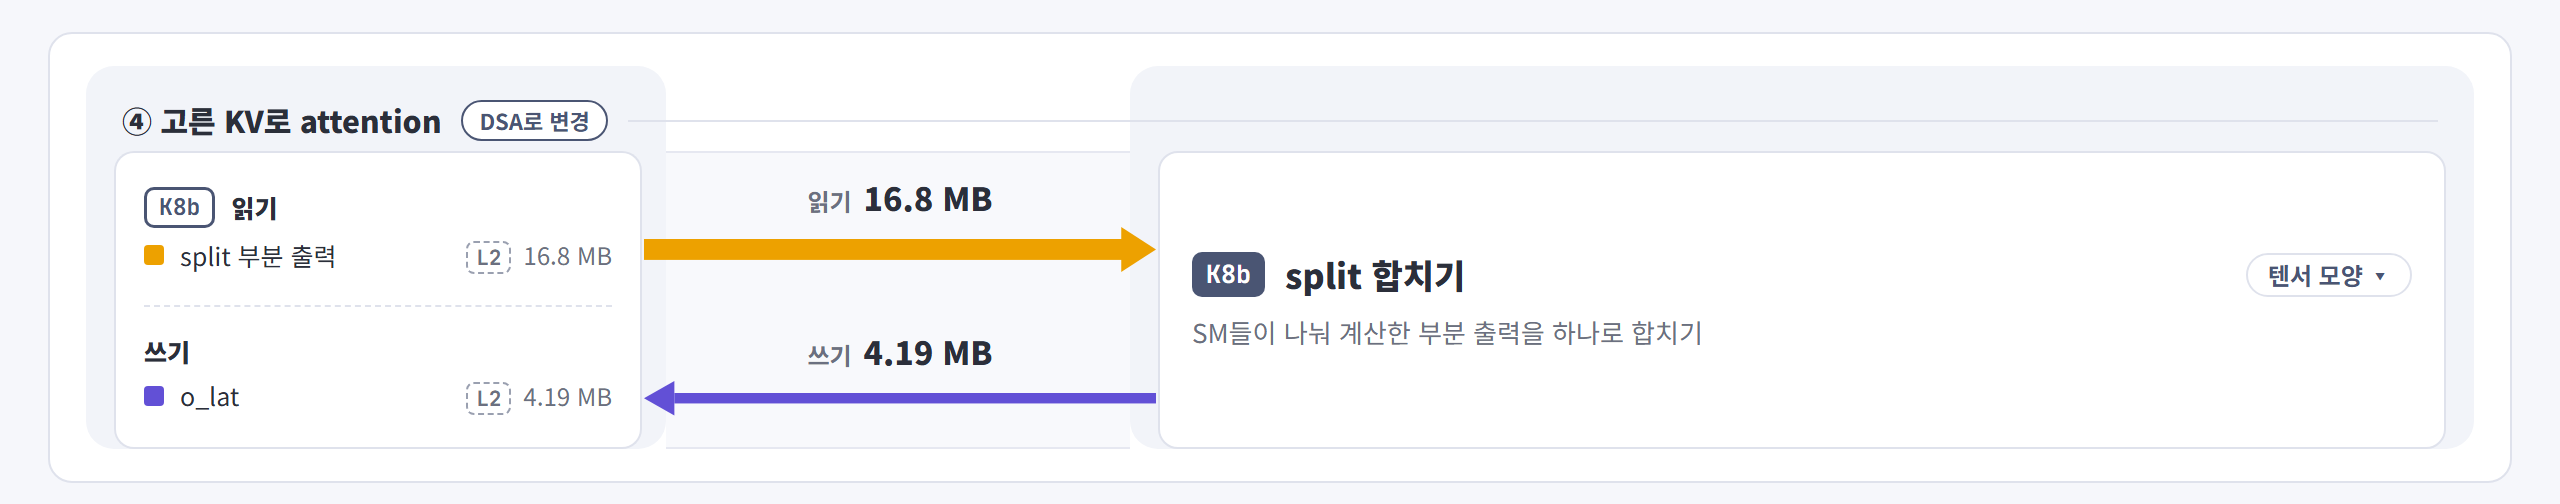 ④ 고른 KV로 attention DSA로 변경
K8b 읽기
split 부분 출력 L2 16.8 MB
쓰기
o_lat L2 4.19 MB
읽기 16.8 MB
쓰기 4.19 MB
K8b split 합치기
텐서 모양 ▾
SM들이 나눠 계산한 부분 출력을 하나로 합치기